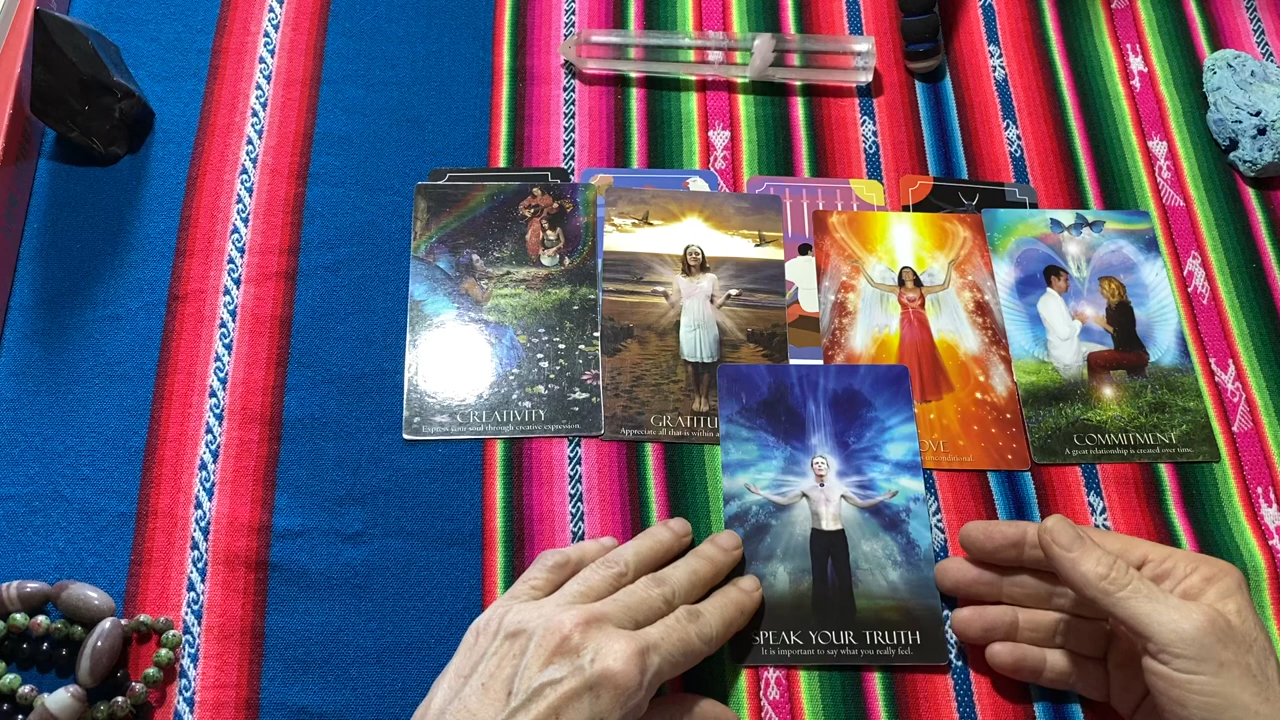 CREATIVITY
Express your soul through creative expression.
GRATITU
Appreciate all that is within a
OVE
unconditional.
COMMITMENT
A great relationship is created over time.
SPEAK YOUR TRUTH
It is important to say what you really feel.